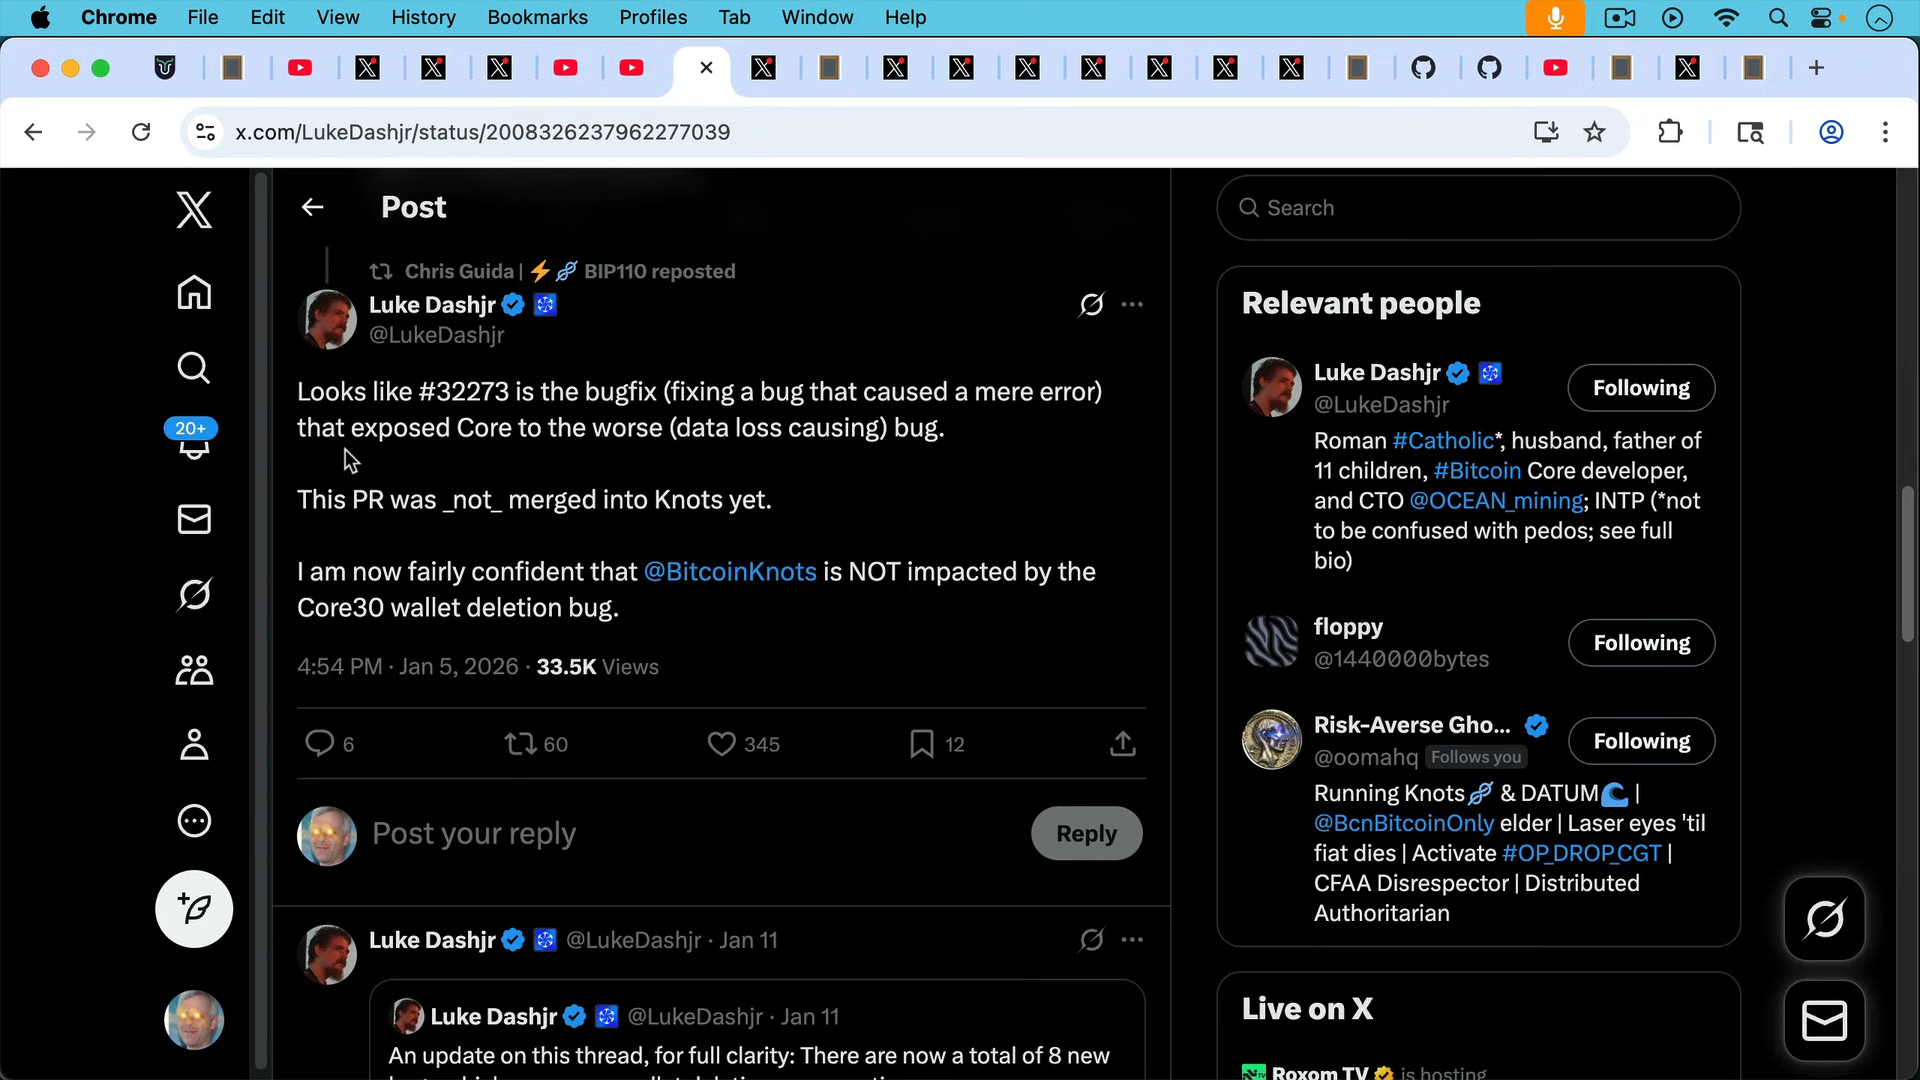 Chrome File Edit View History Bookmarks Profiles Tab Window Help
x.com/LukeDashjr/status/2008326237962277039
Post
Search
Chris Guida | ⚡🧬 BIP110 reposted
Luke Dashjr
@LukeDashjr
Looks like #32273 is the bugfix (fixing a bug that caused a mere error)
that exposed Core to the worse (data loss causing) bug.
This PR was _not_ merged into Knots yet.
I am now fairly confident that @BitcoinKnots is NOT impacted by the
Core30 wallet deletion bug.
4:54 PM · Jan 5, 2026 · 33.5K Views
6 60 345 12
Post your reply
Reply
Luke Dashjr @LukeDashjr · Jan 11
Luke Dashjr @LukeDashjr · Jan 11
An update on this thread, for full clarity: There are now a total of 8 new
20+
Relevant people
Luke Dashjr
@LukeDashjr
Following
Roman #Catholic*, husband, father of
11 children, #Bitcoin Core developer,
and CTO @OCEAN_mining; INTP (*not
to be confused with pedos; see full
bio)
floppy
@1440000bytes
Following
Risk-Averse Gho...
@oomahq Follows you
Following
Running Knots🧬 & DATUM🌊 |
@BcnBitcoinOnly elder | Laser eyes 'til
fiat dies | Activate #OP_DROP_CGT |
CFAA Disrespector | Distributed
Authoritarian
Live on X
Roxom TV is hosting